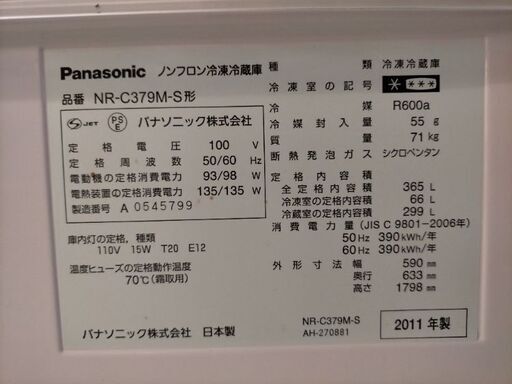 Panasonic ノンフロン冷凍冷蔵庫
品番 NR-C379M-S形
S JET PSE パナソニック株式会社
定格電圧 100 V
定格周波数 50/60 Hz
電動機の定格消費電力 93/98 W
電熱装置の定格消費電力 135/135 W
製造番号 A 0545799
庫内灯の定格，種類
110V 15W T20 E12
温度ヒューズの定格動作温度
70℃(霜取用)
パナソニック株式会社 日本製
種類 冷凍冷蔵庫
冷凍室の記号 * ***
冷媒 R600a
冷媒封入量 55 g
質量 71 kg
断熱発泡ガス シクロペンタン
定格内容積
全定格内容積 365 L
冷凍室の定格内容積 66 L
冷蔵室の定格内容積 299 L
消費電力量(JIS C 9801-2006年)
50 Hz 390 kWh/年
60 Hz 390 kWh/年
外形寸法幅 590 mm
奥行 633 mm
高さ 1798 mm
NR-C379M-S
AH-270881
2011 年製